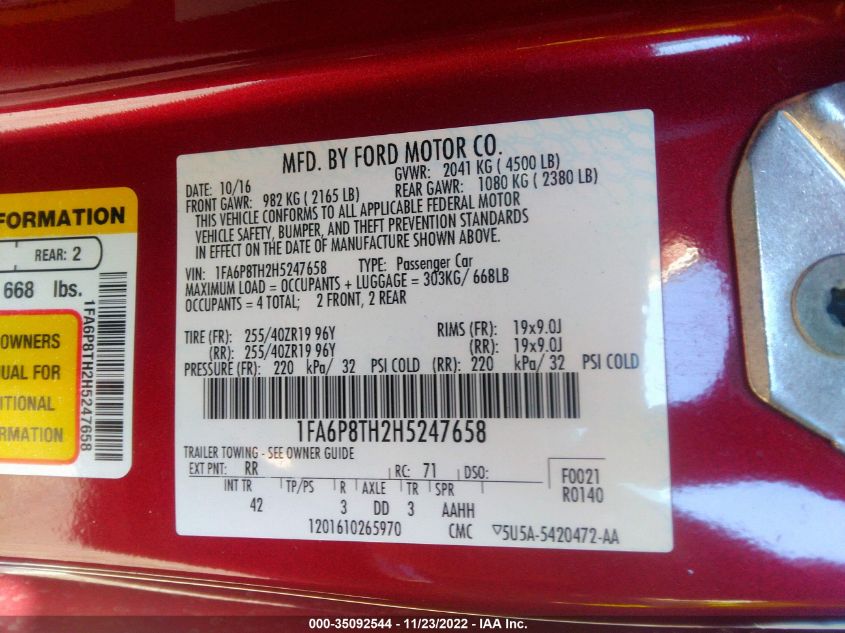 FORMATION
REAR: 2
668 lbs.
OWNERS
UAL FOR
ITIONAL
RMATION
1FA6P8TH2H5247658
MFD. BY FORD MOTOR CO.
DATE: 10/16 GVWR: 2041 KG ( 4500 LB)
FRONT GAWR: 982 KG ( 2165 LB) REAR GAWR: 1080 KG ( 2380 LB)
THIS VEHICLE CONFORMS TO ALL APPLICABLE FEDERAL MOTOR
VEHICLE SAFETY, BUMPER, AND THEFT PREVENTION STANDARDS
IN EFFECT ON THE DATE OF MANUFACTURE SHOWN ABOVE.
VIN: 1FA6P8TH2H5247658 TYPE: Passenger Car
MAXIMUM LOAD = OCCUPANTS + LUGGAGE = 303KG/ 668LB
OCCUPANTS = 4 TOTAL; 2 FRONT, 2 REAR
TIRE (FR): 255/40ZR19 96Y RIMS (FR): 19x9.0J
(RR): 255/40ZR19 96Y (RR): 19x9.0J
PRESSURE (FR): 220 kPa/ 32 PSI COLD (RR): 220 kPa/ 32 PSI COLD
1FA6P8TH2H5247658
TRAILER TOWING - SEE OWNER GUIDE
EXT PNT: RR RC: 71 DSO: F0021
INT TR TP/PS R AXLE TR SPR R0140
42 3 DD 3 AAHH
1201610265970 CMC 5U5A-5420472-AA
000-35092544 - 11/23/2022 - IAA Inc.